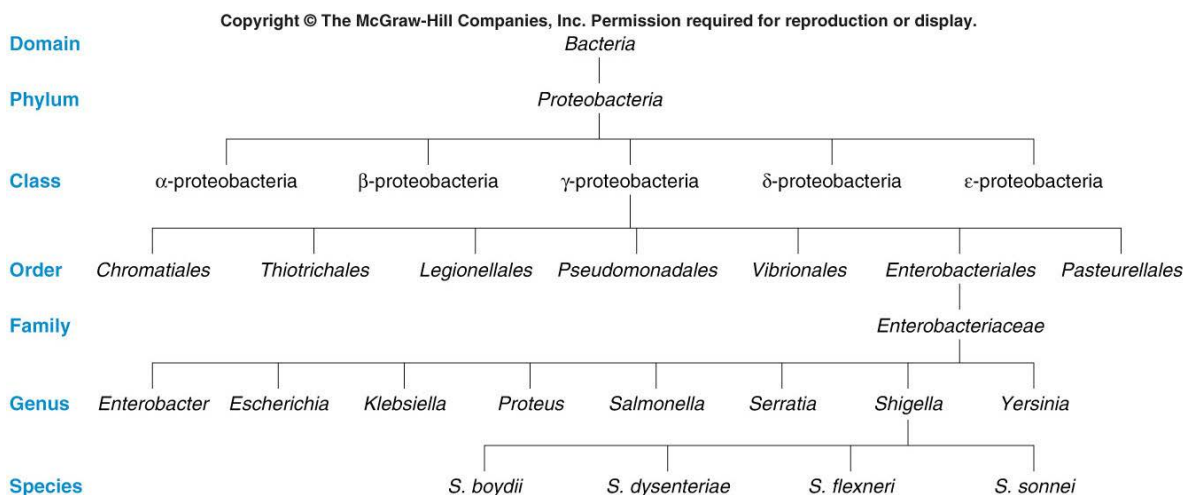 Copyright © The McGraw-Hill Companies, Inc. Permission required for reproduction or display.
Domain Bacteria
Phylum Proteobacteria
Class α-proteobacteria β-proteobacteria γ-proteobacteria δ-proteobacteria ε-proteobacteria
Order Chromatiales Thiotrichales Legionellales Pseudomonadales Vibrionales Enterobacteriales Pasteurellales
Family Enterobacteriaceae
Genus Enterobacter Escherichia Klebsiella Proteus Salmonella Serratia Shigella Yersinia
Species S. boydii S. dysenteriae S. flexneri S. sonnei